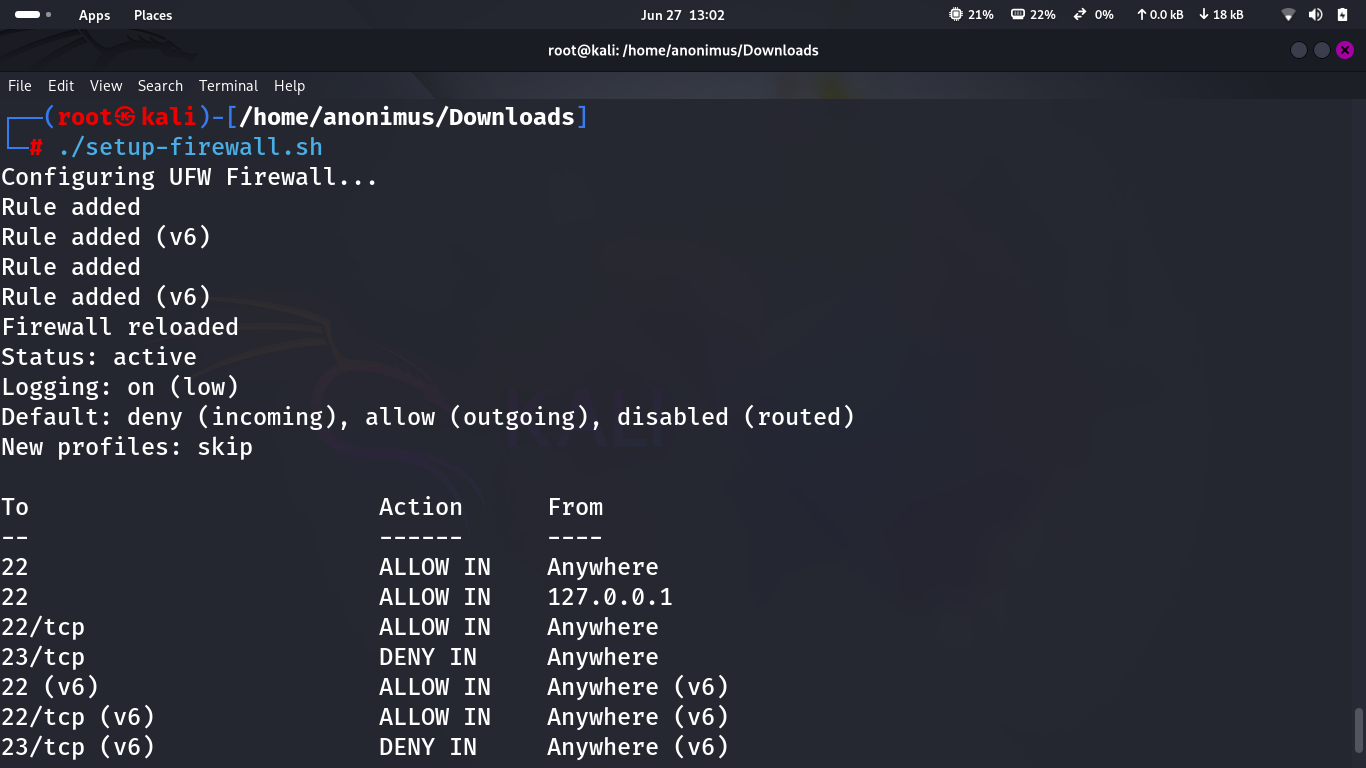 Apps Places Jun 27 13:02 21% 22% 0% 0.0 kB 18 kB
root@kali: /home/anonimus/Downloads
File Edit View Search Terminal Help
┌──(root㉿kali)-[/home/anonimus/Downloads]
└─# ./setup-firewall.sh
Configuring UFW Firewall...
Rule added
Rule added (v6)
Rule added
Rule added (v6)
Firewall reloaded
Status: active
Logging: on (low)
Default: deny (incoming), allow (outgoing), disabled (routed)
New profiles: skip
To Action From
-- ------ ----
22 ALLOW IN Anywhere
22 ALLOW IN 127.0.0.1
22/tcp ALLOW IN Anywhere
23/tcp DENY IN Anywhere
22 (v6) ALLOW IN Anywhere (v6)
22/tcp (v6) ALLOW IN Anywhere (v6)
23/tcp (v6) DENY IN Anywhere (v6)
KALI